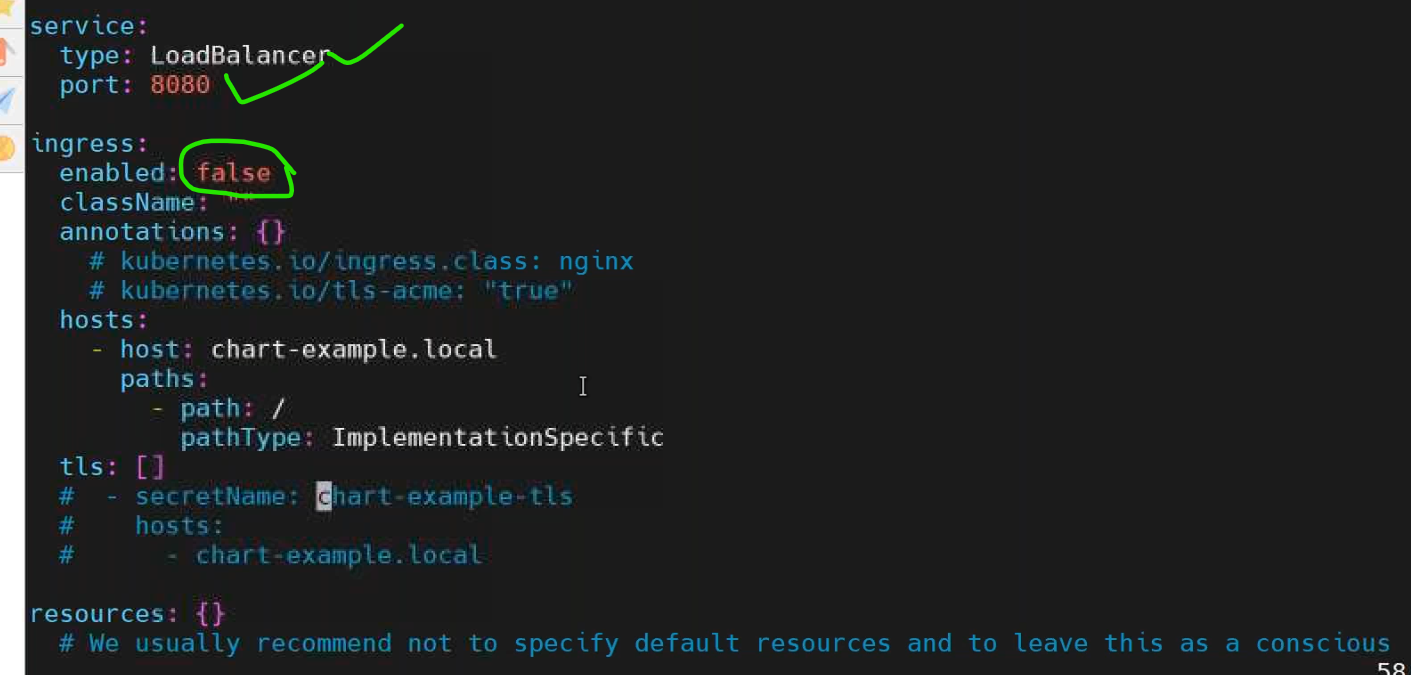 service:
  type: LoadBalancer
  port: 8080

ingress:
  enabled: false
  className: ""
  annotations: {}
    # kubernetes.io/ingress.class: nginx
    # kubernetes.io/tls-acme: "true"
  hosts:
    - host: chart-example.local
      paths:
        - path: /
          pathType: ImplementationSpecific
  tls: []
  #  - secretName: chart-example-tls
  #    hosts:
  #      - chart-example.local

resources: {}
  # We usually recommend not to specify default resources and to leave this as a conscious
58